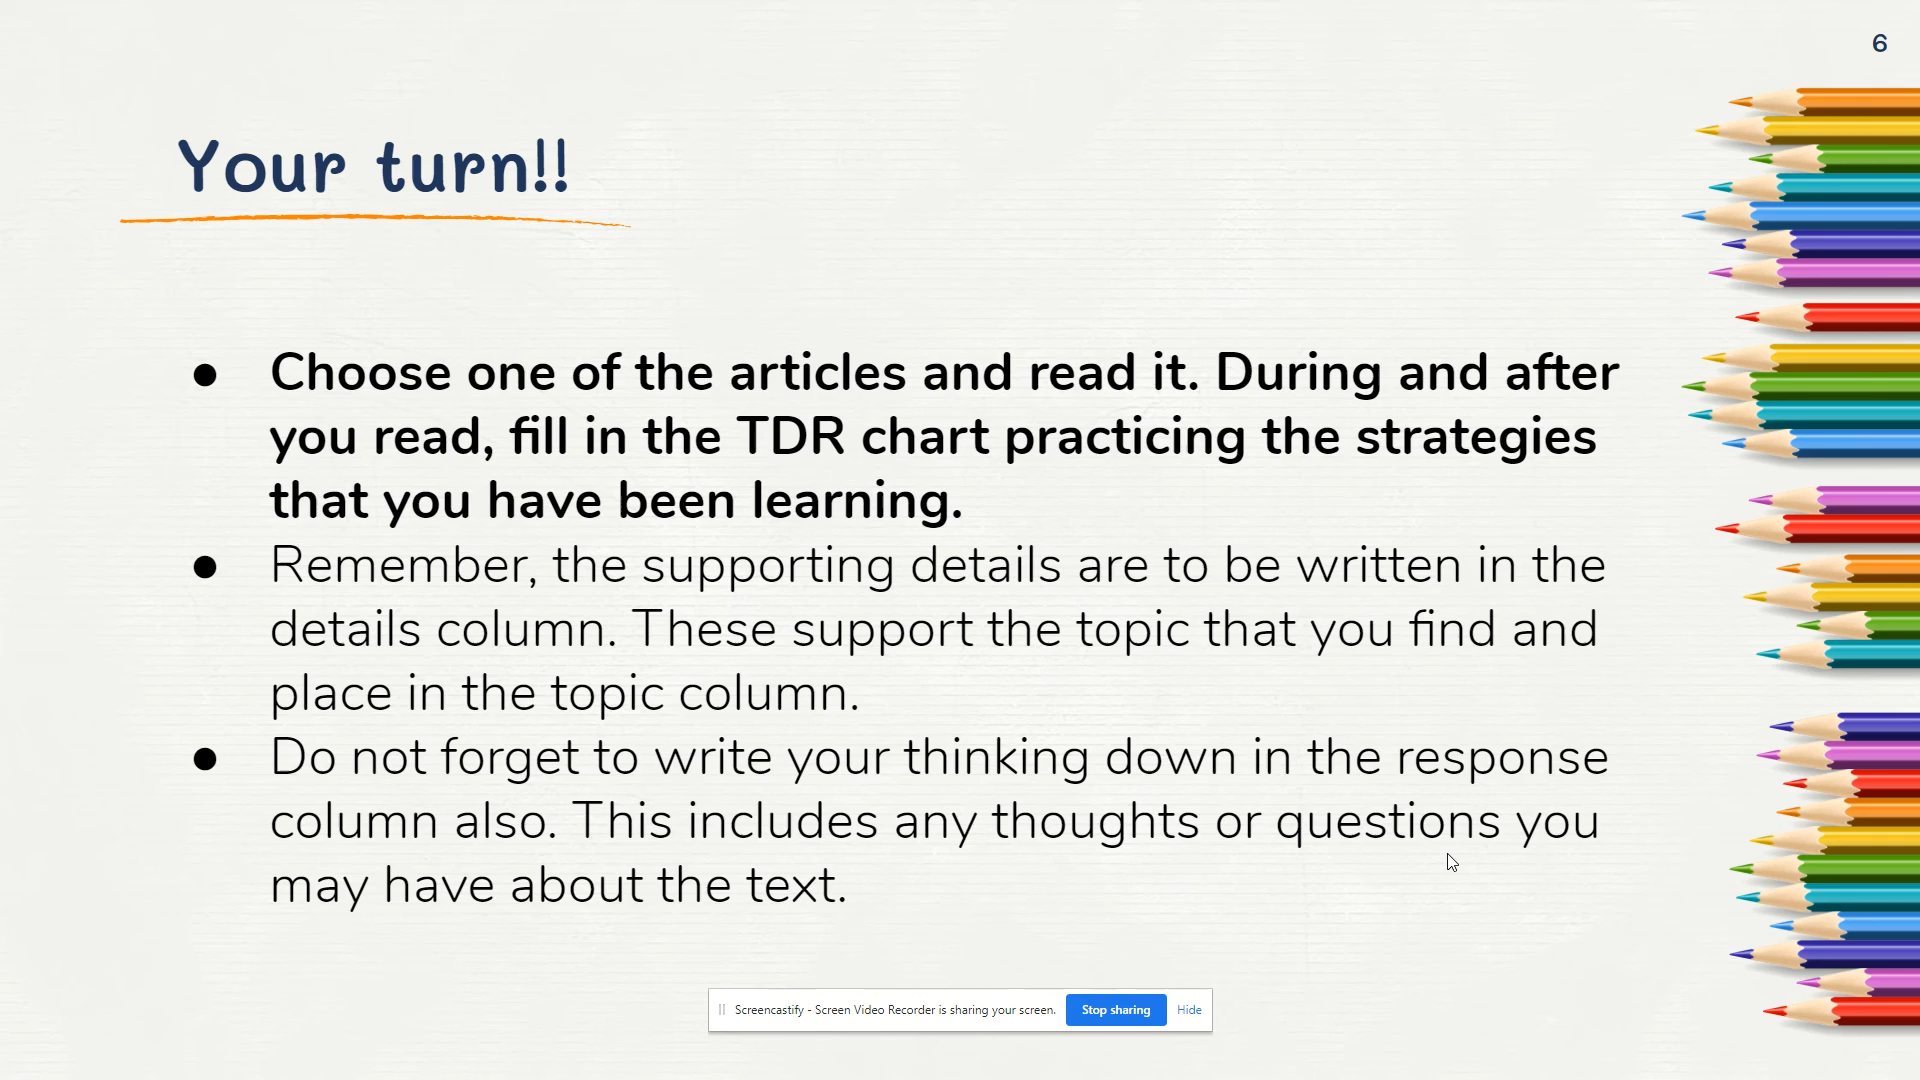 6
Your turn!!
● Choose one of the articles and read it. During and after
you read, fill in the TDR chart practicing the strategies
that you have been learning.
● Remember, the supporting details are to be written in the
details column. These support the topic that you find and
place in the topic column.
● Do not forget to write your thinking down in the response
column also. This includes any thoughts or questions you
may have about the text.
Screencastify - Screen Video Recorder is sharing your screen. Stop sharing Hide